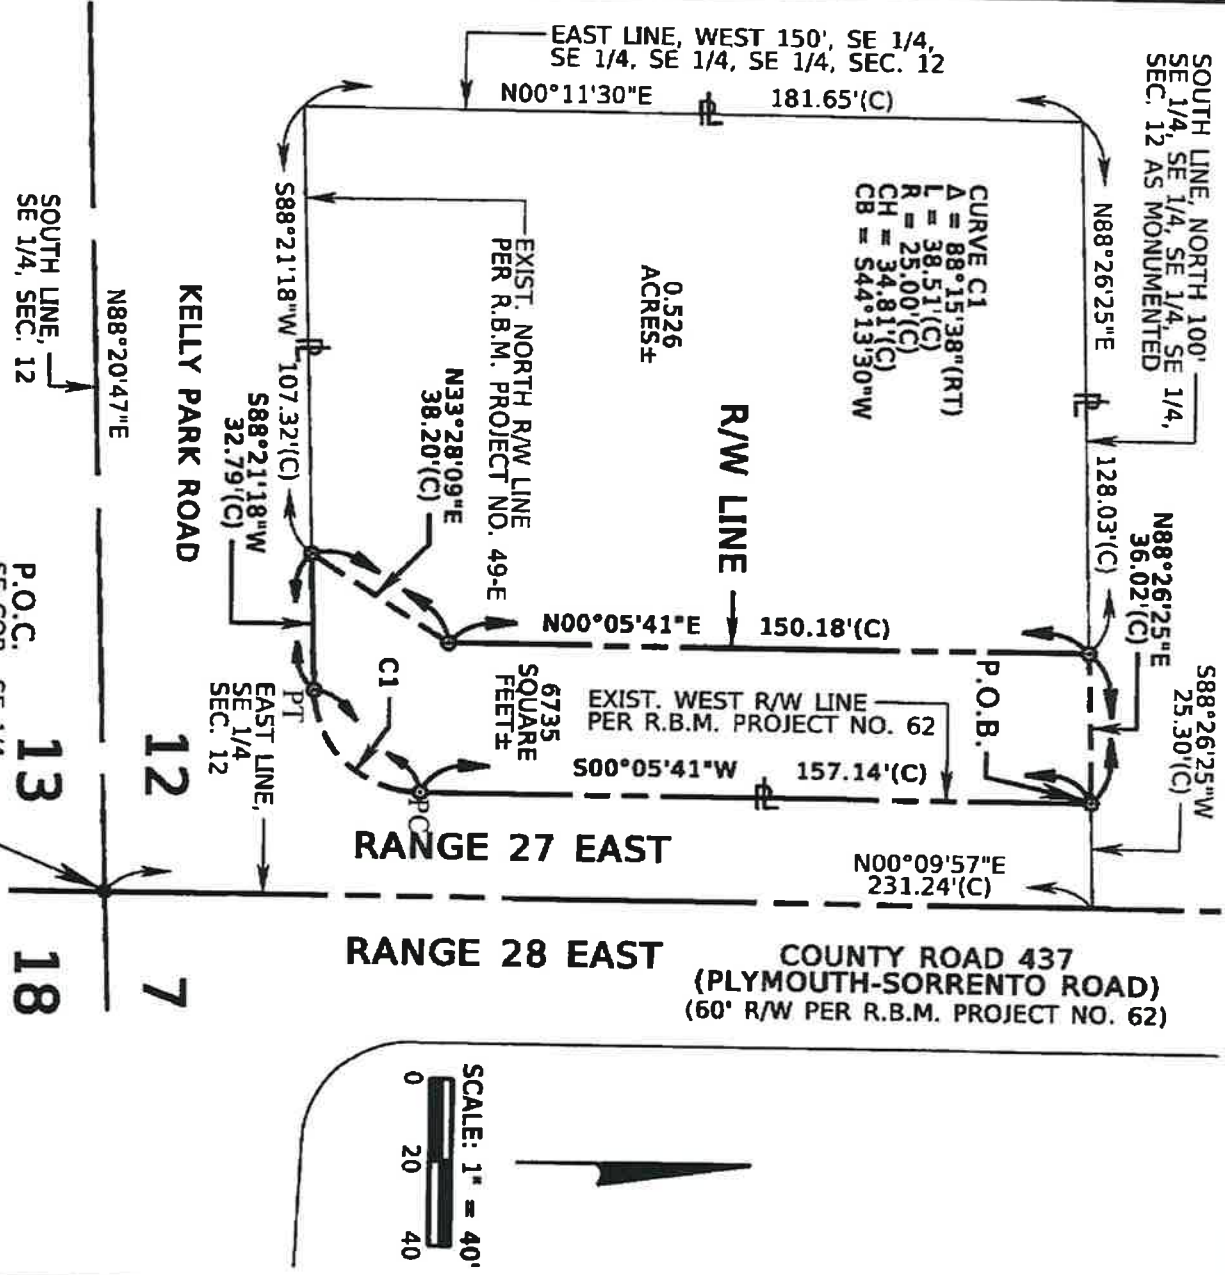 EAST LINE, WEST 150', SE 1/4,
SE 1/4, SE 1/4, SE 1/4, SEC. 12
N00°11'30"E 181.65'(C)
SOUTH LINE, NORTH 100'
SE 1/4, SE 1/4, SE 1/4, SE 1/4,
SEC. 12 AS MONUMENTED
N88°26'25"E 128.03'(C)
CURVE C1
Δ = 88°15'38"(RT)
L = 38.51'(C)
R = 25.00'(C)
CH = 34.81'(C)
CB = S44°13'30"W
0.526
ACRES±
S88°21'18"W 107.32'(C)
EXIST. NORTH R/W LINE
PER R.B.M. PROJECT NO. 49-E
SOUTH LINE,
SE 1/4, SEC. 12
N88°20'47"E
KELLY PARK ROAD
N33°28'09"E
38.20'(C)
S88°21'18"W
32.79'(C)
R/W LINE
N00°05'41"E 150.18'(C)
N88°26'25"E
36.02'(C)
S88°26'25"W
25.30'(C)
P.O.B.
6735
SQUARE
FEET±
EXIST. WEST R/W LINE
PER R.B.M. PROJECT NO. 62
S00°05'41"W 157.14'(C)
C1
PT
PC
EAST LINE,
SE 1/4
SEC. 12
P.O.C.
12
13
RANGE 27 EAST
N00°09'57"E
231.24'(C)
RANGE 28 EAST
7
18
COUNTY ROAD 437
(PLYMOUTH-SORRENTO ROAD)
(60' R/W PER R.B.M. PROJECT NO. 62)
SCALE: 1" = 40'
0 20 40